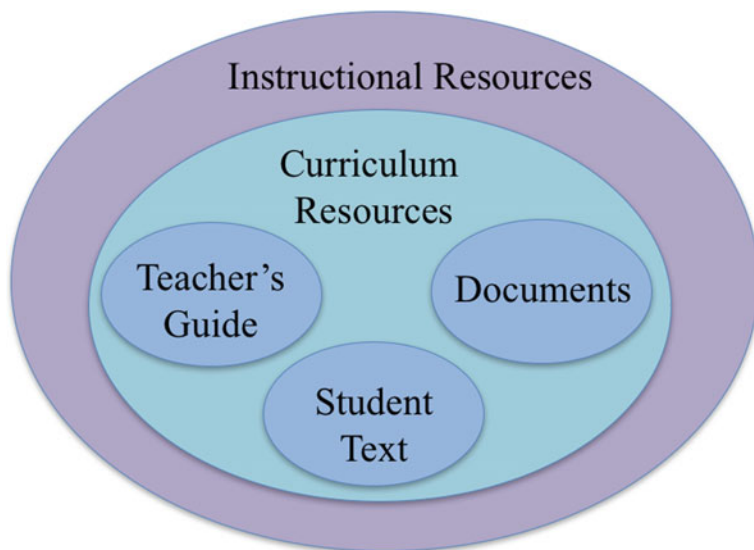 Instructional Resources
Curriculum
Resources
Teacher’s
Guide
Documents
Student
Text